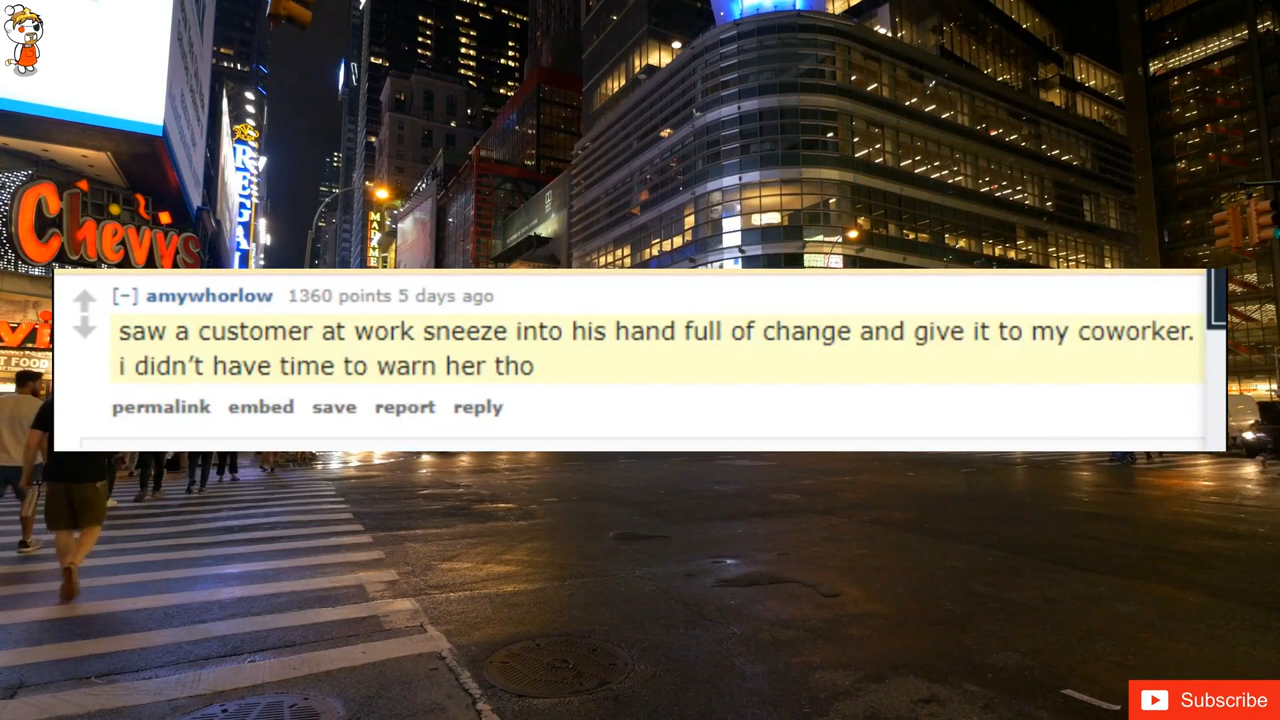 Chevys
REGAL
MADAME
[-] amywhorlow 1360 points 5 days ago
saw a customer at work sneeze into his hand full of change and give it to my coworker.
i didn't have time to warn her tho
permalink embed save report reply
FOOD
Subscribe